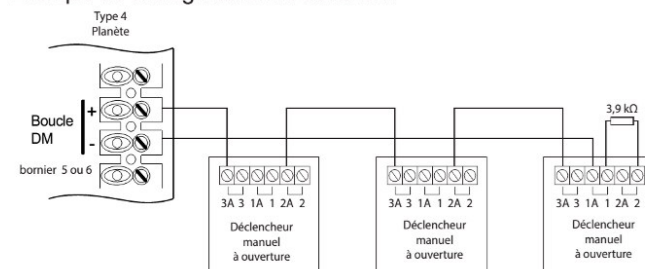 Type 4
Planète
Boucle
DM
+
-
bornier 5 ou 6
3,9 kΩ
3A 3 1A 1 2A 2
3A 3 1A 1 2A 2
3A 3 1A 1 2A 2
Déclencheur
manuel
à ouverture
Déclencheur
manuel
à ouverture
Déclencheur
manuel
à ouverture